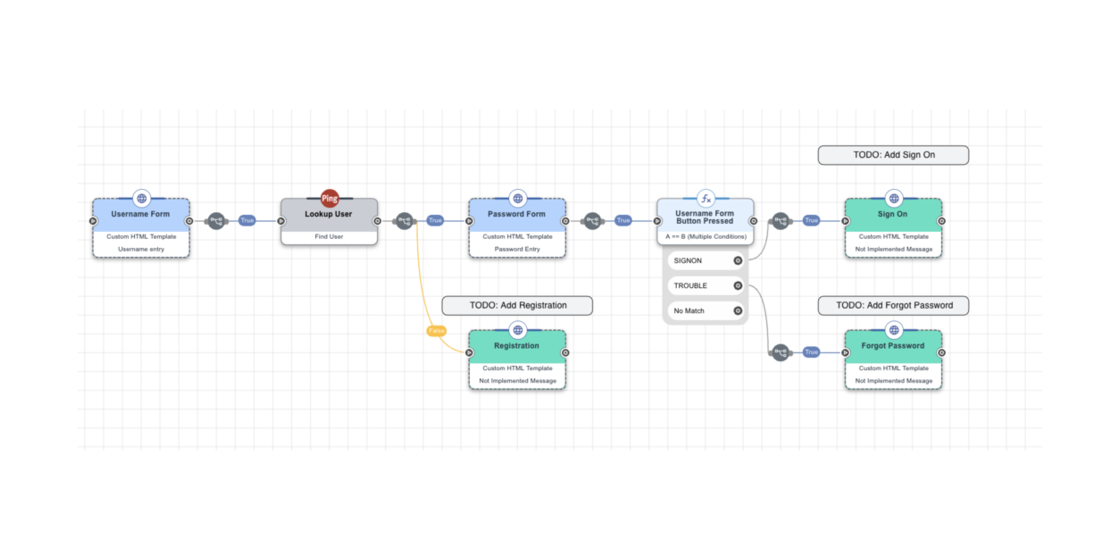 TODO: Add Sign On
Username Form
Custom HTML Template
Username entry
True
Ping
Lookup User
Find User
True
Password Form
Custom HTML Template
Password Entry
True
fx
Username Form
Button Pressed
A == B (Multiple Conditions)
SIGNON
TROUBLE
No Match
True
Sign On
Custom HTML Template
Not Implemented Message
TODO: Add Registration
False
Registration
Custom HTML Template
Not Implemented Message
TODO: Add Forgot Password
True
Forgot Password
Custom HTML Template
Not Implemented Message